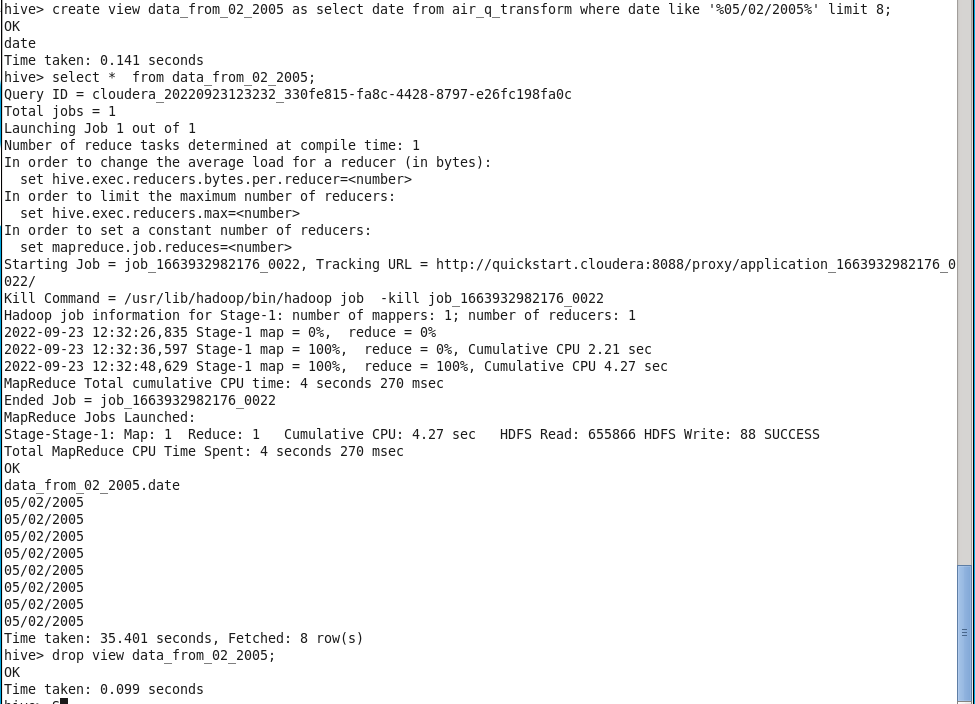 hive> create view data_from_02_2005 as select date from air_q_transform where date like '%05/02/2005%' limit 8;
OK
date
Time taken: 0.141 seconds
hive> select *  from data_from_02_2005;
Query ID = cloudera_20220923123232_330fe815-fa8c-4428-8797-e26fc198fa0c
Total jobs = 1
Launching Job 1 out of 1
Number of reduce tasks determined at compile time: 1
In order to change the average load for a reducer (in bytes):
  set hive.exec.reducers.bytes.per.reducer=<number>
In order to limit the maximum number of reducers:
  set hive.exec.reducers.max=<number>
In order to set a constant number of reducers:
  set mapreduce.job.reduces=<number>
Starting Job = job_1663932982176_0022, Tracking URL = http://quickstart.cloudera:8088/proxy/application_1663932982176_0
022/
Kill Command = /usr/lib/hadoop/bin/hadoop job  -kill job_1663932982176_0022
Hadoop job information for Stage-1: number of mappers: 1; number of reducers: 1
2022-09-23 12:32:26,835 Stage-1 map = 0%,  reduce = 0%
2022-09-23 12:32:36,597 Stage-1 map = 100%,  reduce = 0%, Cumulative CPU 2.21 sec
2022-09-23 12:32:48,629 Stage-1 map = 100%,  reduce = 100%, Cumulative CPU 4.27 sec
MapReduce Total cumulative CPU time: 4 seconds 270 msec
Ended Job = job_1663932982176_0022
MapReduce Jobs Launched:
Stage-Stage-1: Map: 1  Reduce: 1   Cumulative CPU: 4.27 sec   HDFS Read: 655866 HDFS Write: 88 SUCCESS
Total MapReduce CPU Time Spent: 4 seconds 270 msec
OK
data_from_02_2005.date
05/02/2005
05/02/2005
05/02/2005
05/02/2005
05/02/2005
05/02/2005
05/02/2005
05/02/2005
Time taken: 35.401 seconds, Fetched: 8 row(s)
hive> drop view data_from_02_2005;
OK
Time taken: 0.099 seconds
hive>